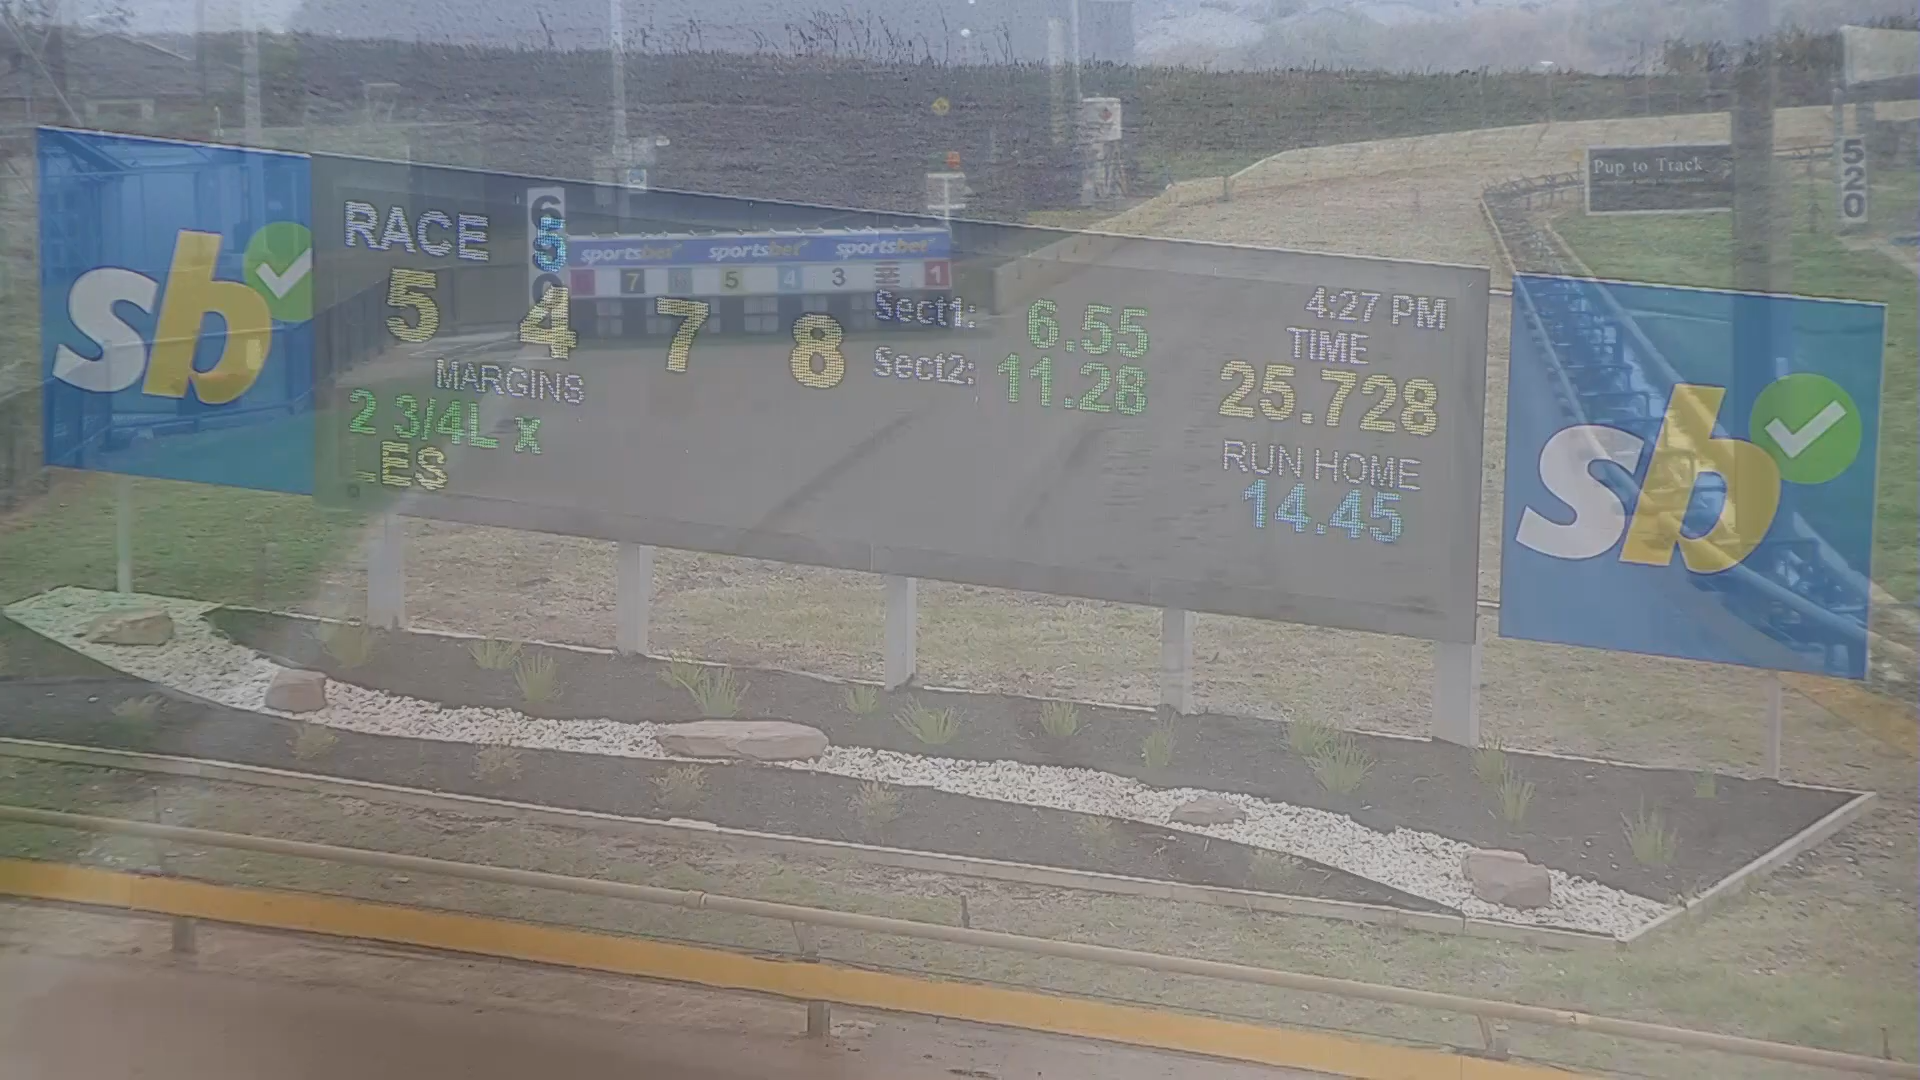 Pup to Track
520
sb
RACE 5
sportsbet sportsbet sportsbet
7 5 4 3 1
5 4 7 8
MARGINS
2 3/4L x
ES
Sect1: 6.55
Sect2: 11.28
4:27 PM
TIME
25.728
RUN HOME
14.45
sb